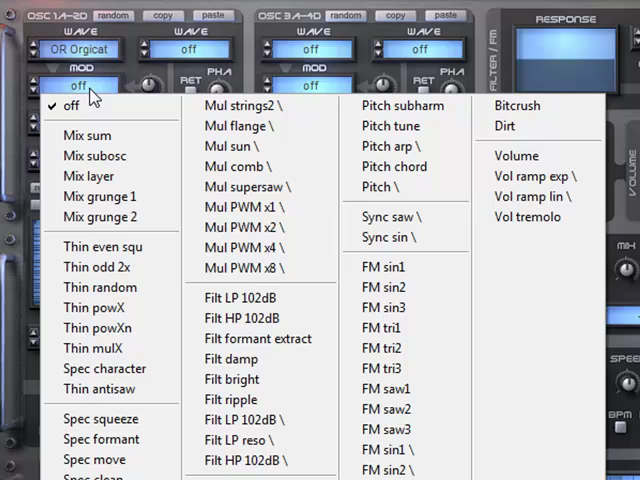 OSC 1A-2D random copy paste
OSC 3A-4D random copy paste
RESPONSE
WAVE WAVE WAVE WAVE
OR Orgicat off off off
MOD MOD
off off
RET PHA RET PHA
FILTER / FM
VOLUME
MIX
SPEE
BPM
off
Mix sum
Mix subosc
Mix layer
Mix grunge 1
Mix grunge 2
Thin even squ
Thin odd 2x
Thin random
Thin powX
Thin powXn
Thin mulX
Spec character
Thin antisaw
Spec squeeze
Spec formant
Spec move
Spec clean
Mul strings2 \
Mul flange \
Mul sun \
Mul comb \
Mul supersaw \
Mul PWM x1 \
Mul PWM x2 \
Mul PWM x4 \
Mul PWM x8 \
Filt LP 102dB
Filt HP 102dB
Filt formant extract
Filt damp
Filt bright
Filt ripple
Filt LP 102dB \
Filt LP reso \
Filt HP 102dB \
Pitch subharm
Pitch tune
Pitch arp \
Pitch chord
Pitch \
Sync saw \
Sync sin \
FM sin1
FM sin2
FM sin3
FM tri1
FM tri2
FM tri3
FM saw1
FM saw2
FM saw3
FM sin1 \
FM sin2 \
Bitcrush
Dirt
Volume
Vol ramp exp \
Vol ramp lin \
Vol tremolo